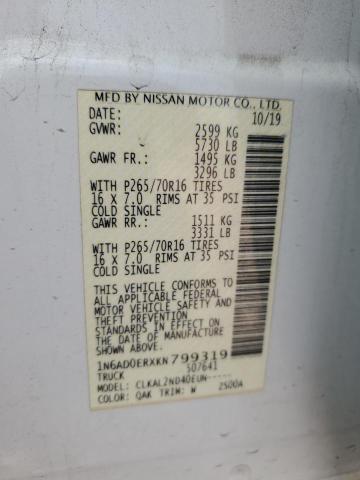 MFD BY NISSAN MOTOR CO., LTD.
DATE: 10/19
GVWR: 2599 KG
5730 LB
GAWR FR.: 1495 KG
3296 LB
WITH P265/70R16 TIRES
16 X 7.0 RIMS AT 35 PSI
COLD SINGLE
GAWR RR.: 1511 KG
3331 LB
WITH P265/70R16 TIRES
16 X 7.0 RIMS AT 35 PSI
COLD SINGLE
THIS VEHICLE CONFORMS TO
ALL APPLICABLE FEDERAL
MOTOR VEHICLE SAFETY AND
THEFT PREVENTION
STANDARDS IN EFFECT ON
THE DATE OF MANUFACTURE
SHOWN ABOVE.
1N6AD0ERXKN799319
TRUCK 507641
MODEL: CLKAL2ND40EUN----
COLOR: QAK TRIM: W 2500A